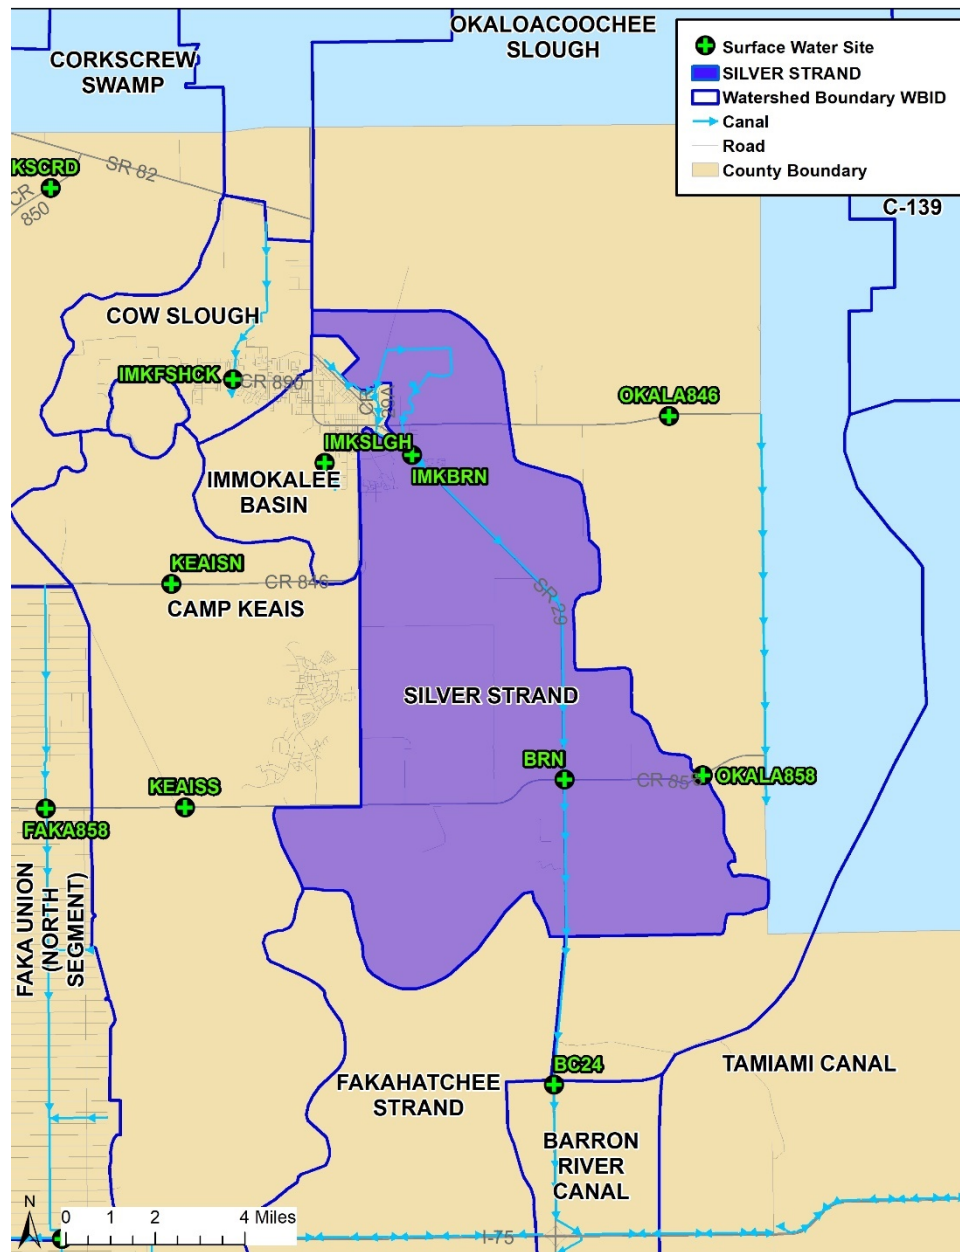 OKALOACOOCHEE
SLOUGH
CORKSCREW
SWAMP
Surface Water Site
SILVER STRAND
Watershed Boundary WBID
Canal
Road
County Boundary
KSCRD
SR 82
CR
850
C-139
COW SLOUGH
IMKFSHCK
CR 890
CR
OKALA846
IMKSLGH
IMKBRN
IMMOKALEE
BASIN
KEAISN
CR 846
CAMP KEAIS
SR 29
SILVER STRAND
BRN
CR 858
OKALA858
KEAISS
FAKA858
FAKA UNION
(NORTH
SEGMENT)
BC24
TAMIAMI CANAL
FAKAHATCHEE
STRAND
BARRON
RIVER
CANAL
N
0 1 2 4 Miles
I-75